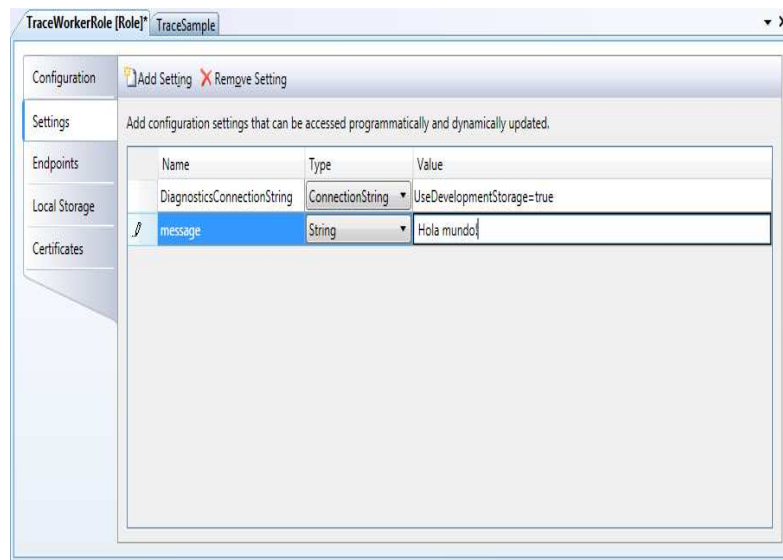 TraceWorkerRole [Role]* TraceSample
Configuration
Settings
Endpoints
Local Storage
Certificates
Add Setting Remove Setting
Add configuration settings that can be accessed programmatically and dynamically updated.
Name Type Value
DiagnosticsConnectionString ConnectionString UseDevelopmentStorage=true
message String Hola mundo!